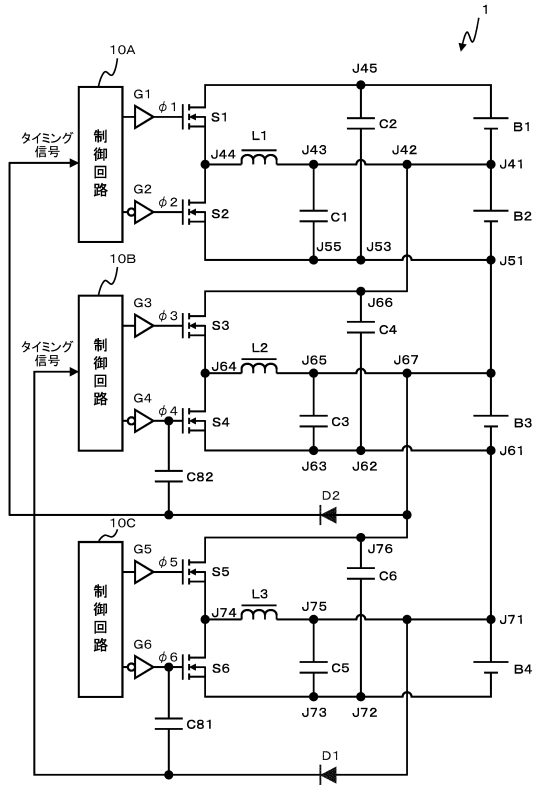 1
10A
J45
G1
φ1
S1
C2
B1
タイミング
信号
制
御
回
路
J44
L1
J43
J42
J41
G2
φ2
S2
C1
B2
J55
J53
J51
10B
G3
φ3
S3
J66
C4
タイミング
信号
制
御
回
路
J64
L2
J65
J67
G4
φ4
S4
C3
B3
J63
J62
J61
C82
D2
10C
G5
φ5
S5
J76
C6
制
御
回
路
J74
L3
J75
J71
G6
φ6
S6
C5
B4
J73
J72
C81
D1